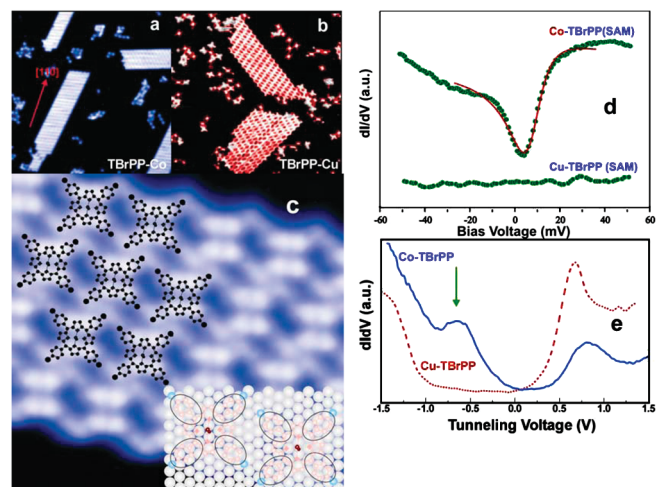 a
b
[110]
TBrPP-Co
TBrPP-Cu
c
dI/dV (a.u.)
Co-TBrPP(SAM)
d
Cu-TBrPP (SAM)
-60 -40 -20 0 20 40 60
Bias Voltage (mV)
dIdV (a.u.)
Co-TBrPP
e
Cu-TBrPP
-1.5 -1.0 -0.5 0.0 0.5 1.0 1.5
Tunneling Voltage (V)